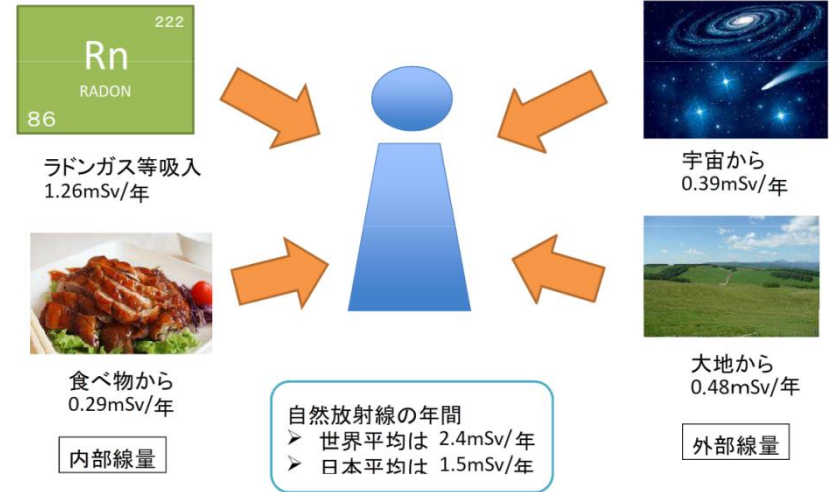 222
Rn
RADON
86
ラドンガス等吸入
1.26mSv/年
宇宙から
0.39mSv/年
食べ物から
0.29mSv/年
大地から
0.48mSv/年
内部線量
外部線量
自然放射線の年間
➢ 世界平均は 2.4mSv/年
➢ 日本平均は 1.5mSv/年